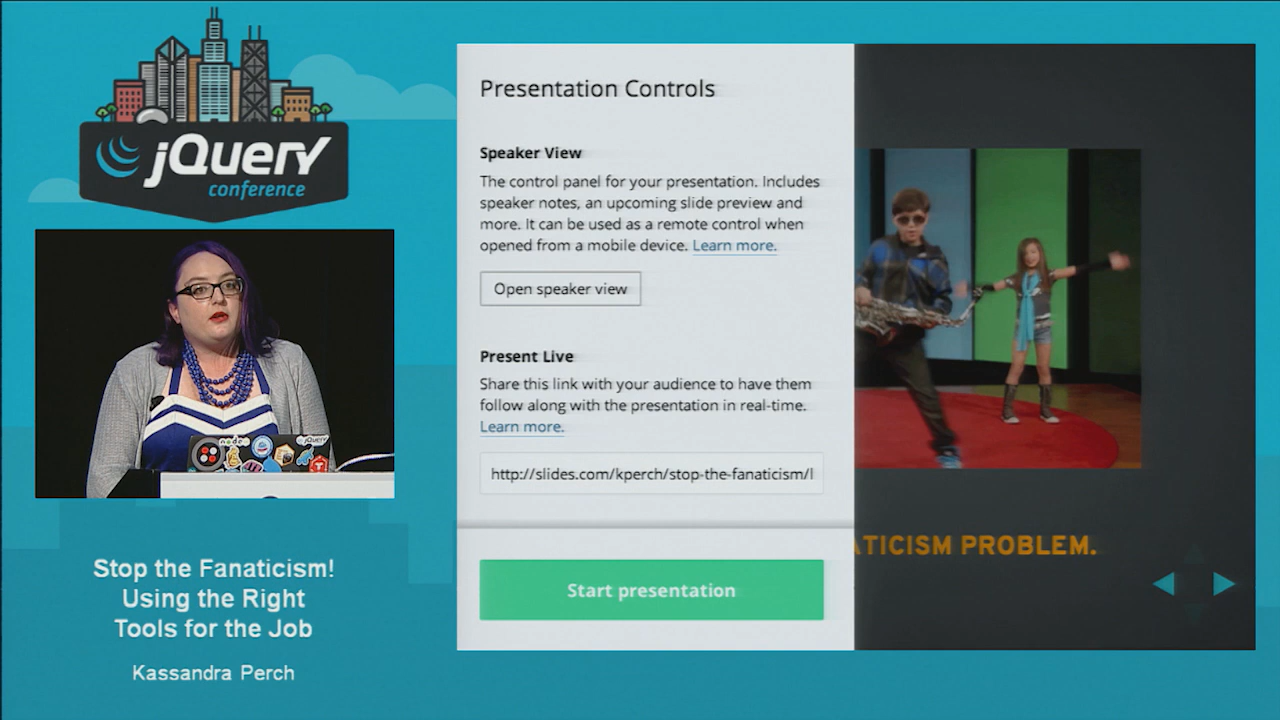 jQuery
conference
Stop the Fanaticism!
Using the Right
Tools for the Job
Kassandra Perch
Presentation Controls
Speaker View
The control panel for your presentation. Includes
speaker notes, an upcoming slide preview and
more. It can be used as a remote control when
opened from a mobile device. Learn more.
Open speaker view
Present Live
Share this link with your audience to have them
follow along with the presentation in real-time.
Learn more.
http://slides.com/kperch/stop-the-fanaticism/l
Start presentation
ATICISM PROBLEM.
node
jQuery